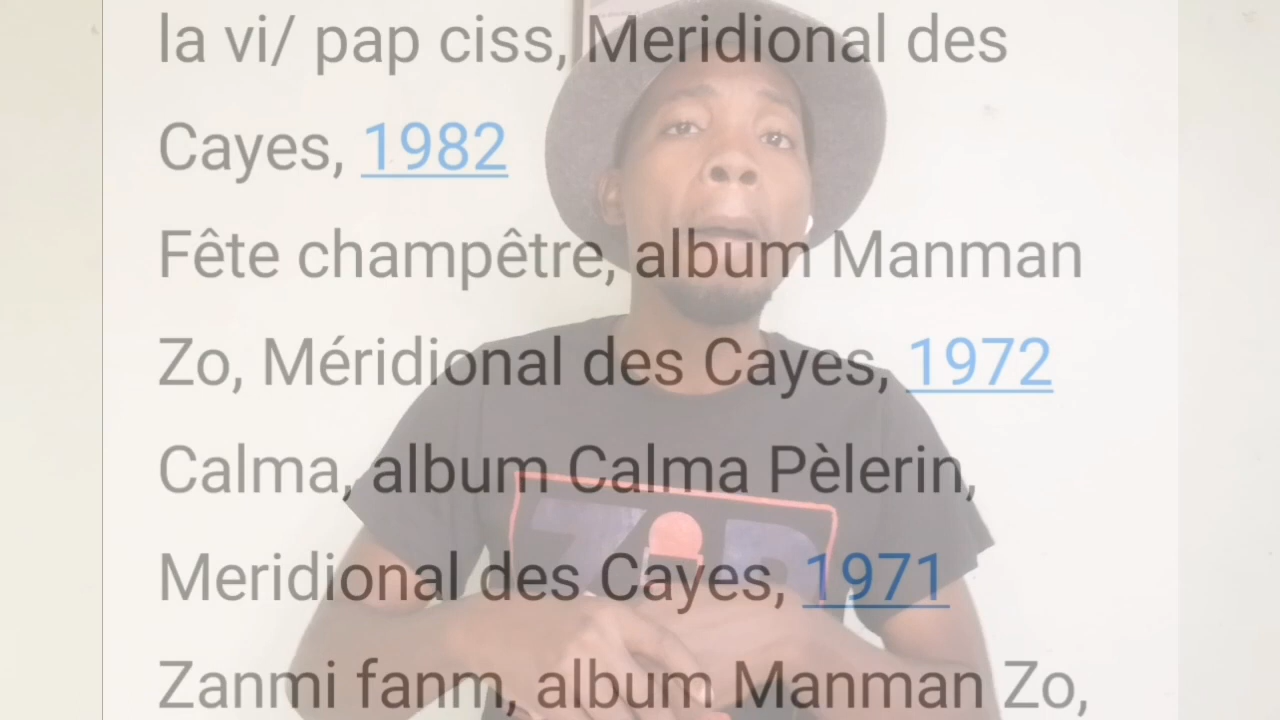 la vi/ pap ciss, Meridional des
Cayes, 1982
Fête champêtre, album Manman
Zo, Méridional des Cayes, 1972
Calma, album Calma Pèlerin,
Meridional des Cayes, 1971
Zanmi fanm, album Manman Zo,